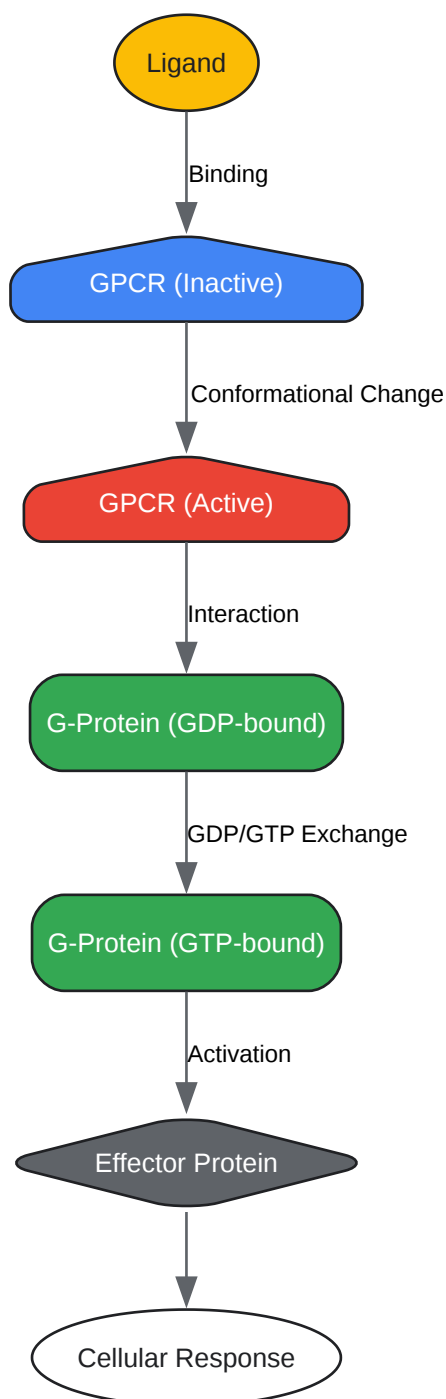 Ligand
Binding
GPCR (Inactive)
Conformational Change
GPCR (Active)
Interaction
G-Protein (GDP-bound)
GDP/GTP Exchange
G-Protein (GTP-bound)
Activation
Effector Protein
Cellular Response